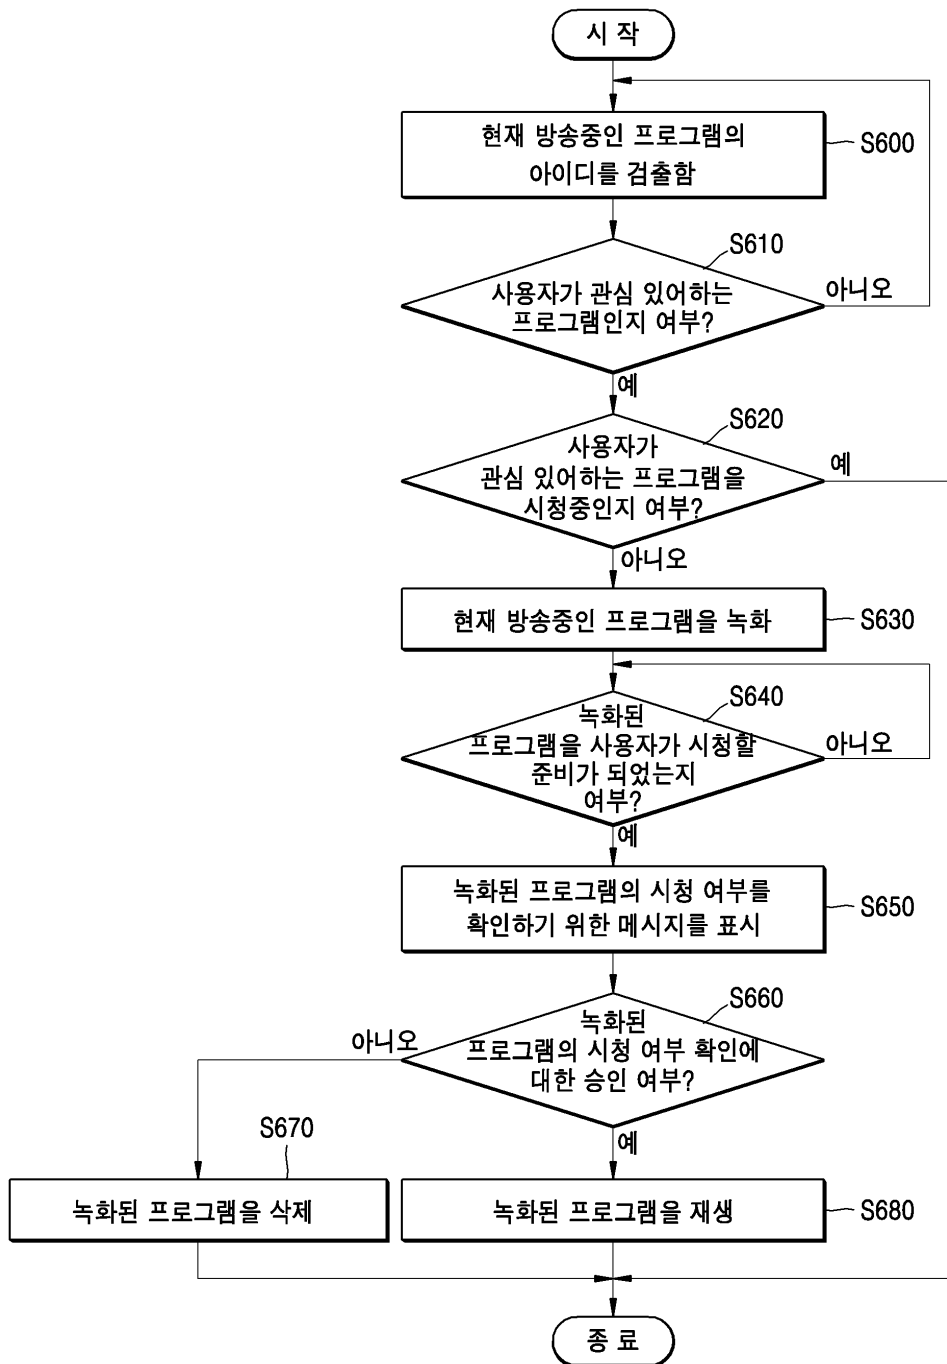 시 작
현재 방송중인 프로그램의
아이디를 검출함
S600
S610
사용자가 관심 있어하는
프로그램인지 여부?
아니오
예
S620
사용자가
관심 있어하는 프로그램을
시청중인지 여부?
예
아니오
현재 방송중인 프로그램을 녹화
S630
S640
녹화된
프로그램을 사용자가 시청할
준비가 되었는지
여부?
아니오
예
녹화된 프로그램의 시청 여부를
확인하기 위한 메시지를 표시
S650
S660
녹화된
프로그램의 시청 여부 확인에
대한 승인 여부?
아니오
예
S670
녹화된 프로그램을 삭제
녹화된 프로그램을 재생
S680
종 료